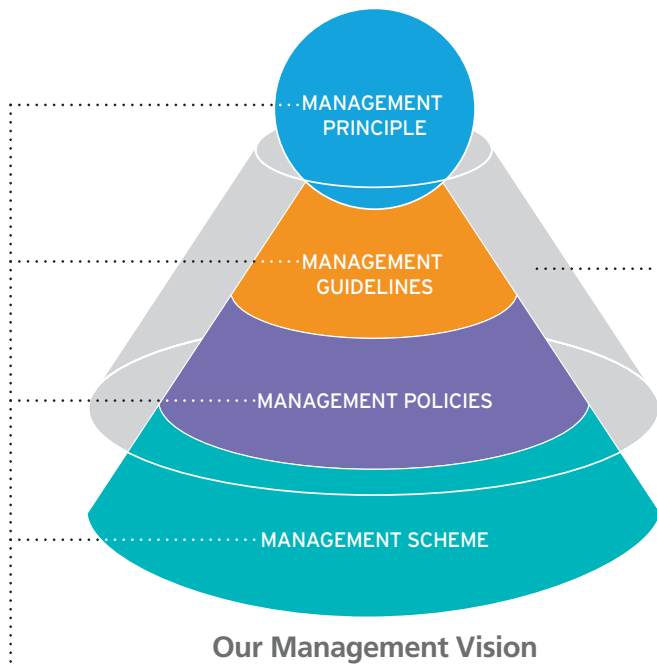 MANAGEMENT
PRINCIPLE
MANAGEMENT
GUIDELINES
MANAGEMENT POLICIES
MANAGEMENT SCHEME
Our Management Vision